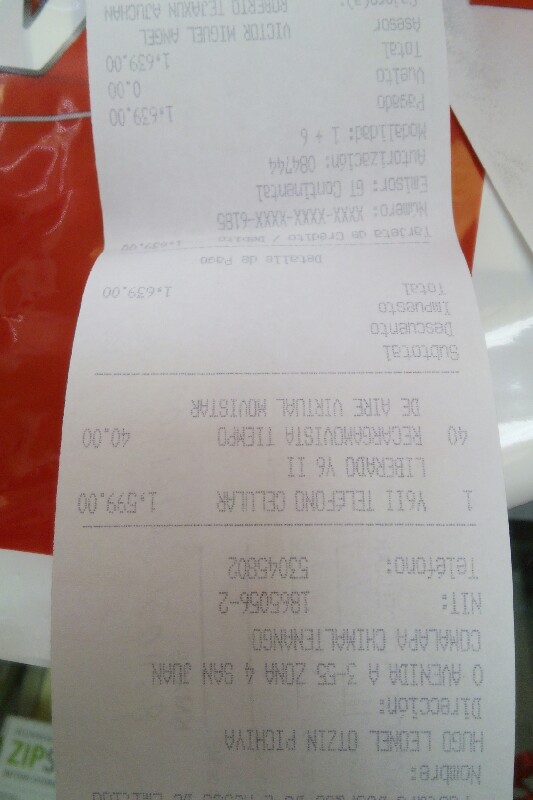 Nombre:
HUGO LEONEL OTZIN PICHIYA
Dirección:
0 AVENIDA A 3-55 ZONA 4 SAN JUAN
COMALAPA CHIMALTENANGO
NIT: 1865056-2
Teléfono: 53045802
1 Y6II TELÉFONO CELULAR 1,599.00
LIBERADO Y6 II
40 RECARGAMOVISTA TIEMPO 40.00
DE AIRE VIRTUAL MOVISTAR
Subtotal
Descuento
Impuesto
Total 1,639.00
Detalle de Pago
Tarjeta de Credito / Debito 1,639.00
Numero: XXXX-XXXX-XXXX-6185
Emisor: GT Continental
Autorización: 084744
Modalidad: 1 + 6
Pagado 1,639.00
Vuelto 0.00
Total 1,639.00
Asesor VICTOR MIGUEL ANGEL
ROBERTO TEJAXUN AJUCHAN
ZIPS